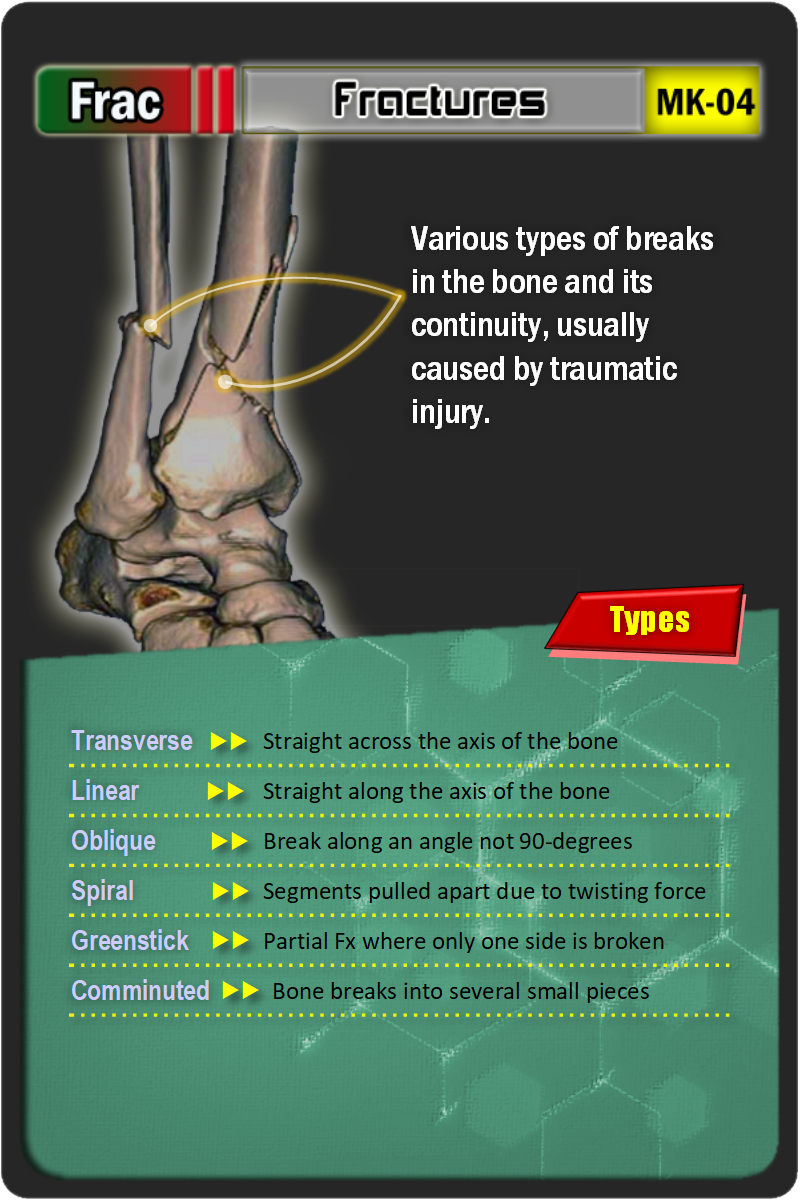 Frac
Fractures
MK-04
Various types of breaks
in the bone and its
continuity, usually
caused by traumatic
injury.
Types
Transverse ▶▶ Straight across the axis of the bone
Linear ▶▶ Straight along the axis of the bone
Oblique ▶▶ Break along an angle not 90-degrees
Spiral ▶▶ Segments pulled apart due to twisting force
Greenstick ▶▶ Partial Fx where only one side is broken
Comminuted ▶▶ Bone breaks into several small pieces